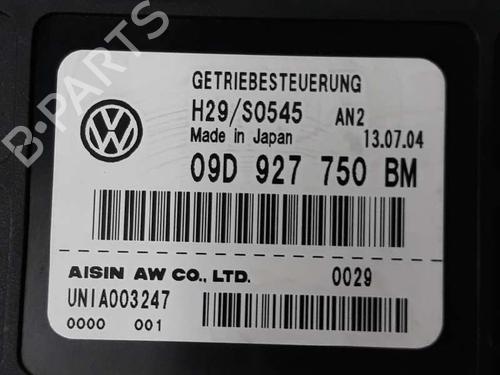 GETRIEBESTEUERUNG
H29/S0545 AN2
Made in Japan 13.07.04
09D 927 750 BM
AISIN AW CO., LTD. 0029
UNIA003247
0000 001
B-PARTS